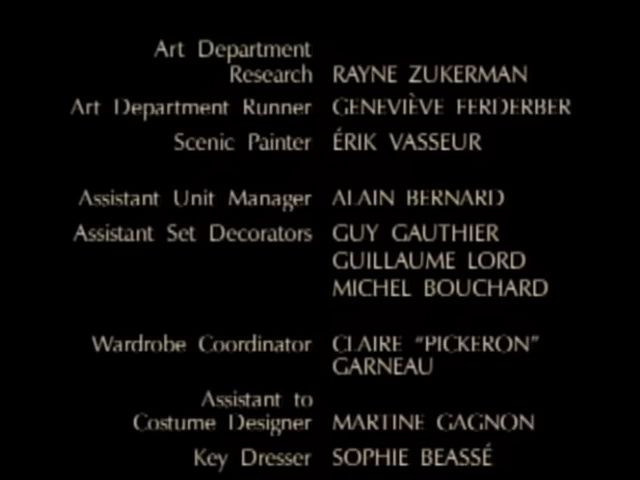 Art Department
Research RAYNE ZUKERMAN
Art Department Runner GENEVIÈVE FERDERBER
Scenic Painter ÉRIK VASSEUR
Assistant Unit Manager ALAIN BERNARD
Assistant Set Decorators GUY GAUTHIER
GUILLAUME LORD
MICHEL BOUCHARD
Wardrobe Coordinator CLAIRE “PICKERON”
GARNEAU
Assistant to
Costume Designer MARTINE GAGNON
Key Dresser SOPHIE BEASSÉ